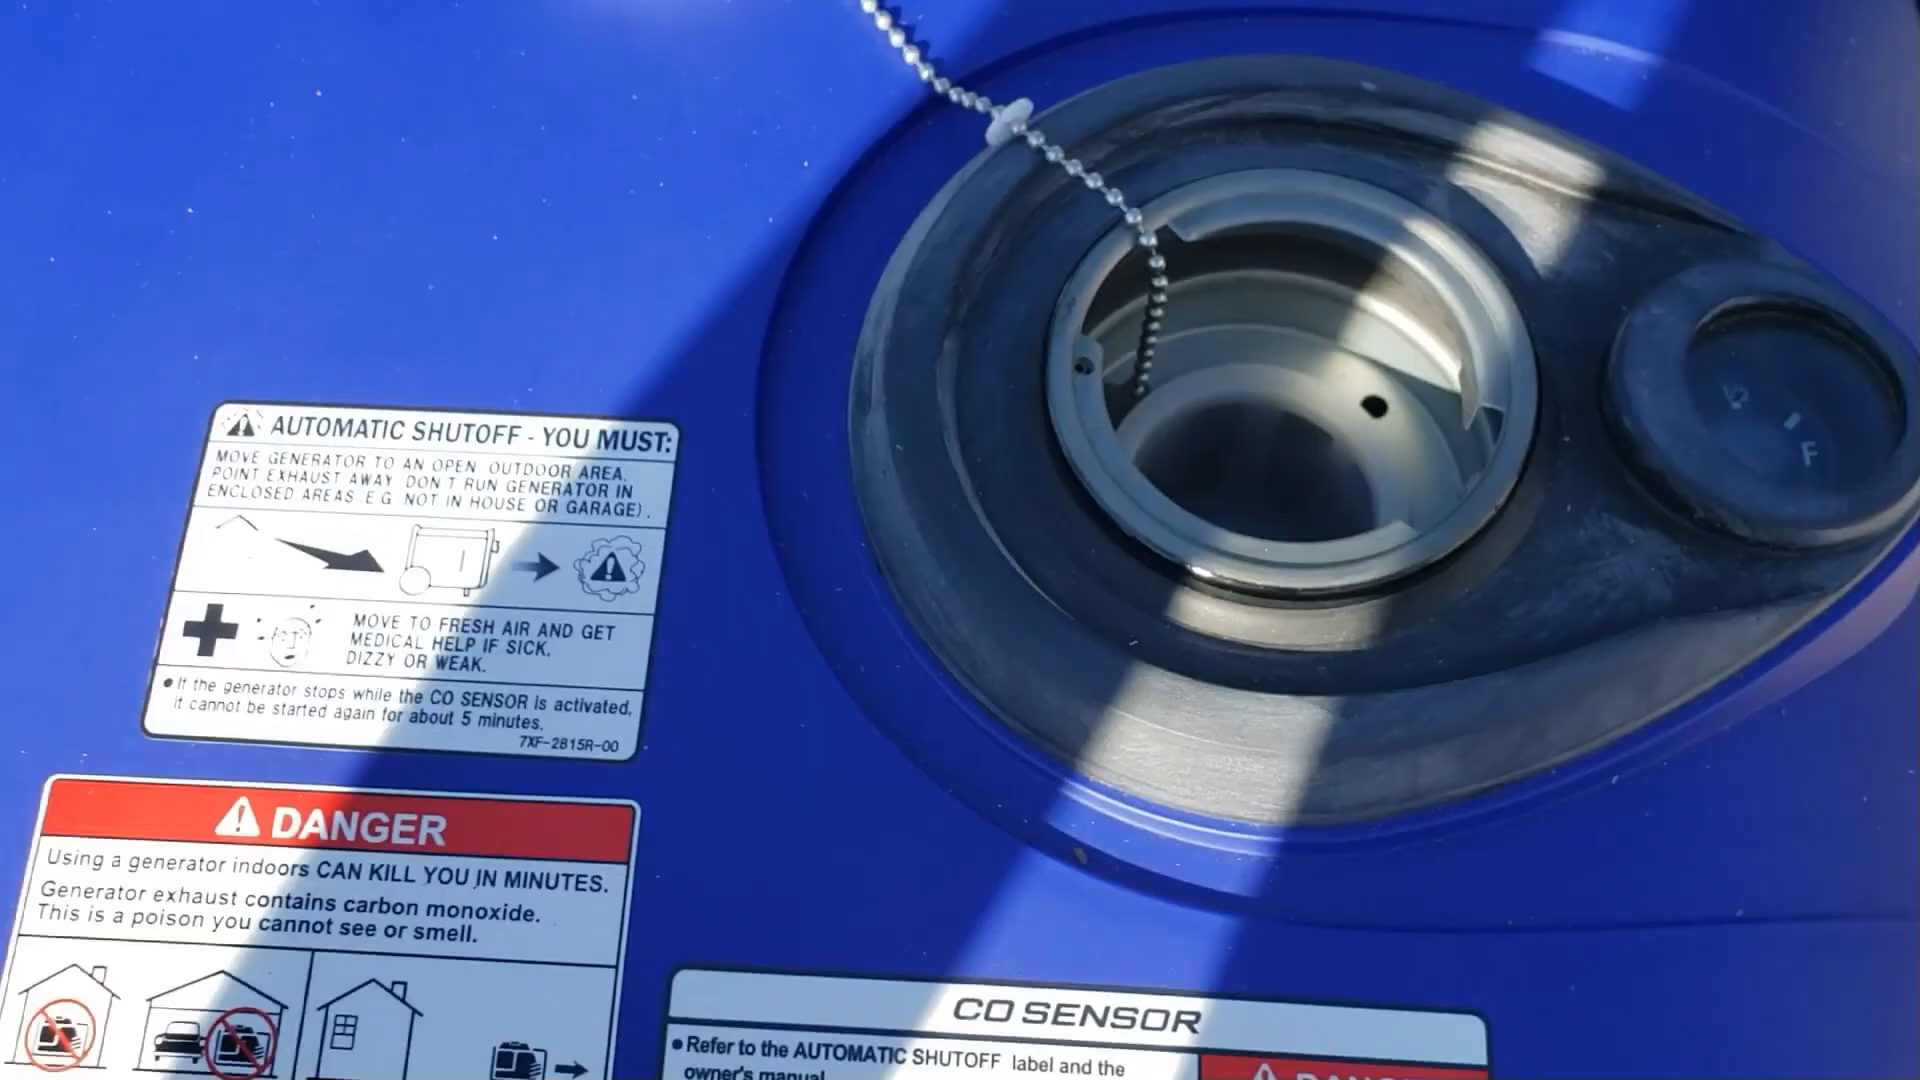 AUTOMATIC SHUTOFF - YOU MUST:
MOVE GENERATOR TO AN OPEN OUTDOOR AREA.
POINT EXHAUST AWAY DON T RUN GENERATOR IN
ENCLOSED AREAS E.G NOT IN HOUSE OR GARAGE).
MOVE TO FRESH AIR AND GET
MEDICAL HELP IF SICK,
DIZZY OR WEAK.
●If the generator stops while the CO SENSOR is activated,
it cannot be started again for about 5 minutes.
7XF-2815R-00
DANGER
Using a generator indoors CAN KILL YOU IN MINUTES.
Generator exhaust contains carbon monoxide.
This is a poison you cannot see or smell.
CO SENSOR
●Refer to the AUTOMATIC SHUTOFF label and the
owner's manual
DANGER
F